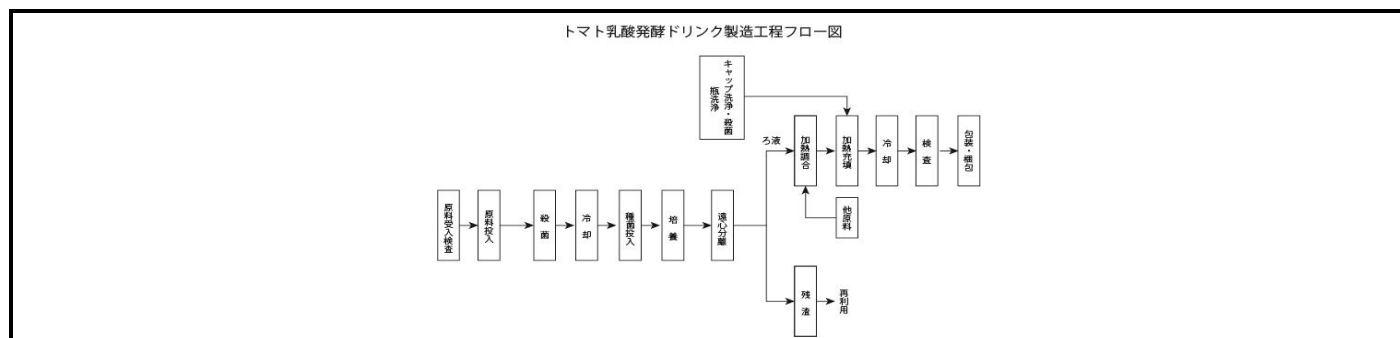 トマト乳酸発酵ドリンク製造工程フロー図
キャップ洗浄・殺菌
瓶洗浄
ろ液
加熱調合
加熱充填
冷却
検査
包装・梱包
他原料
原料受入検査
原料投入
殺菌
冷却
種菌投入
培養
遠心分離
残渣
再利用